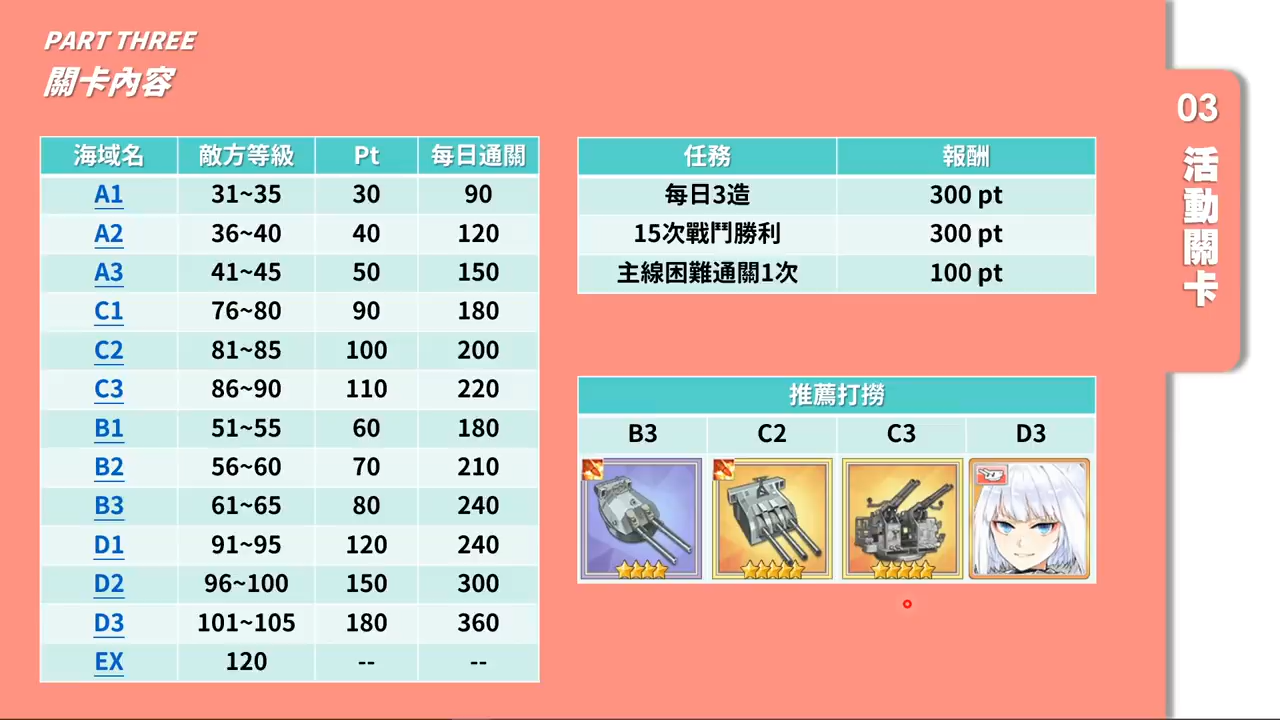 PART THREE
關卡內容
海域名 敵方等級 Pt 每日通關
A1 31~35 30 90
A2 36~40 40 120
A3 41~45 50 150
C1 76~80 90 180
C2 81~85 100 200
C3 86~90 110 220
B1 51~55 60 180
B2 56~60 70 210
B3 61~65 80 240
D1 91~95 120 240
D2 96~100 150 300
D3 101~105 180 360
EX 120 -- --
任務 報酬
每日3造 300 pt
15次戰鬥勝利 300 pt
主線困難通關1次 100 pt
推薦打撈
B3 C2 C3 D3
03
活動關卡